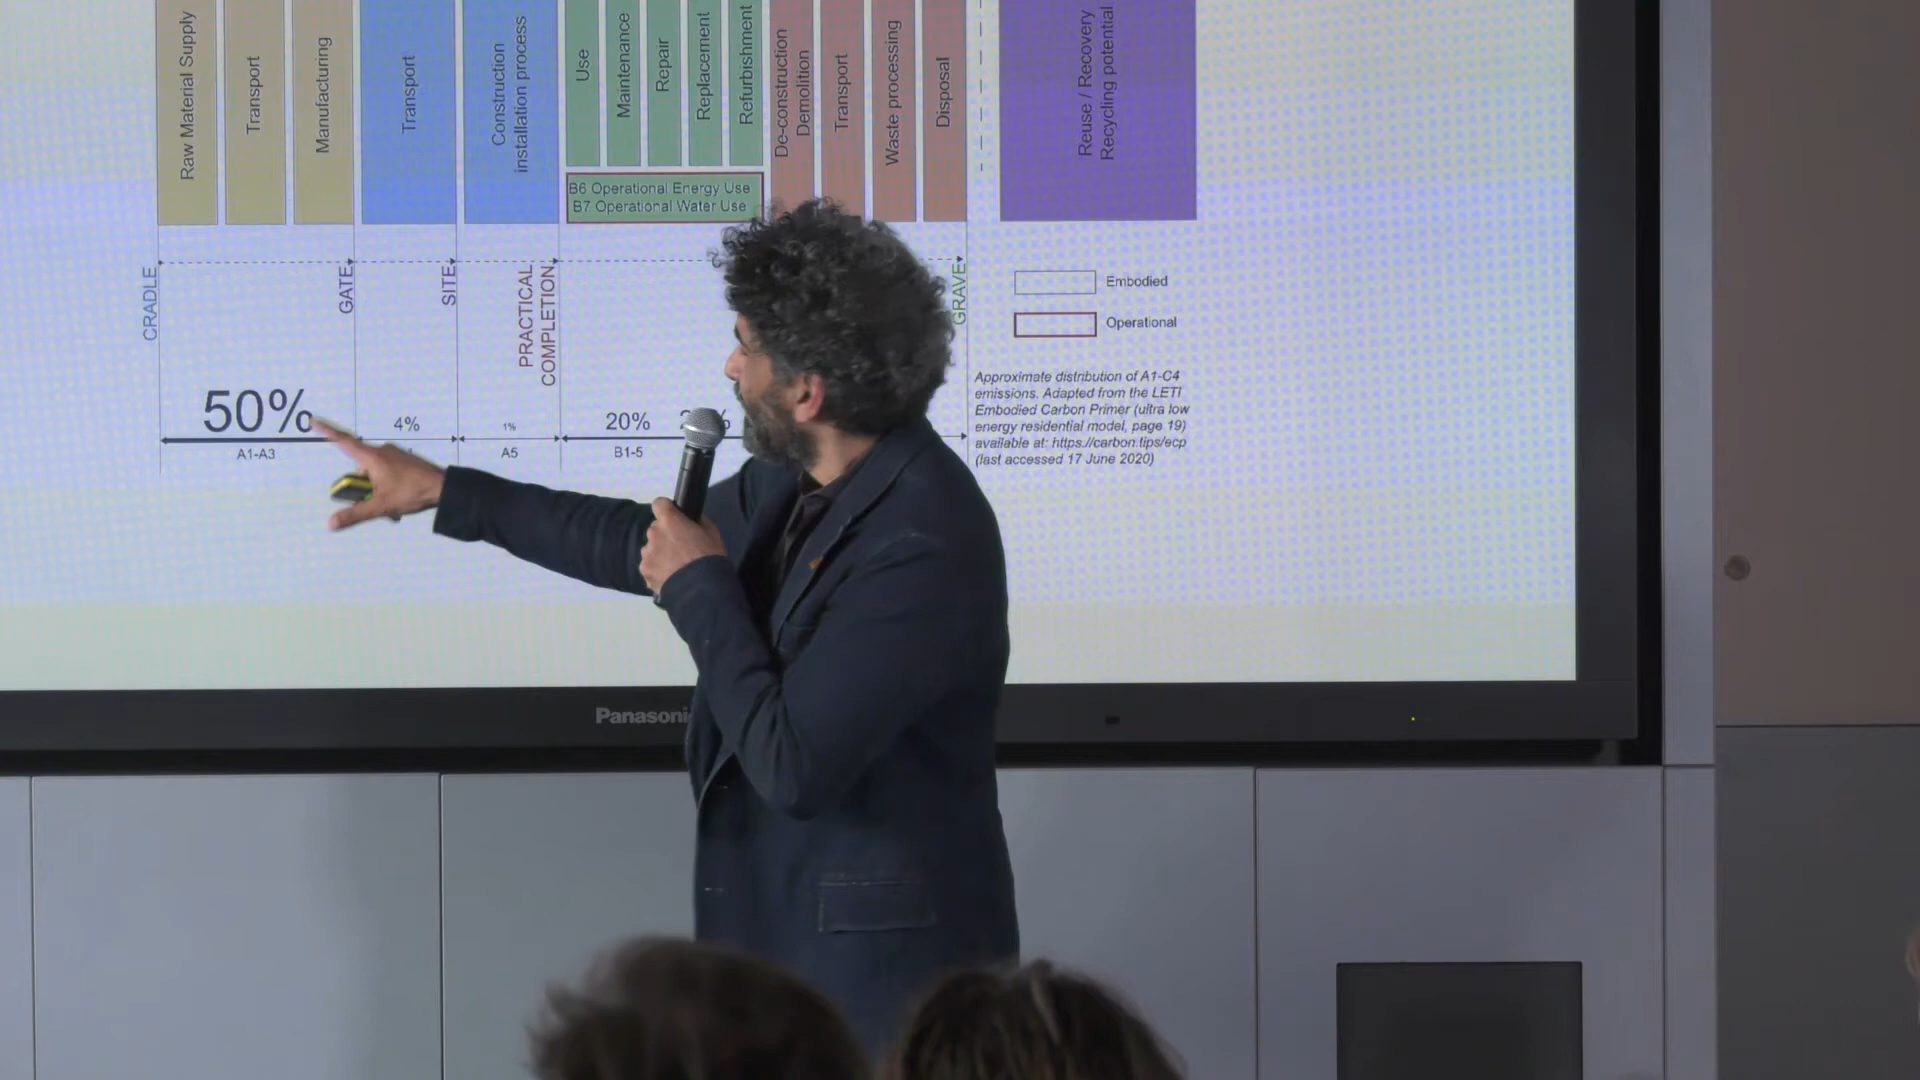 Raw Material Supply
Transport
Manufacturing
Transport
Construction
installation process
Use
Maintenance
Repair
Replacement
Refurbishment
De-construction
Demolition
Transport
Waste processing
Disposal
Reuse / Recovery
Recycling potential
B6 Operational Energy Use
B7 Operational Water Use
CRADLE
GATE
SITE
PRACTICAL
COMPLETION
GRAVE
Embodied
Operational
50%
4%
1%
20%
A1-A3
A5
B1-5
Approximate distribution of A1-C4
emissions. Adapted from the LETI
Embodied Carbon Primer (ultra low
energy residential model, page 19)
available at: https://carbon.tips/ecp
(last accessed 17 June 2020)
Panasonic